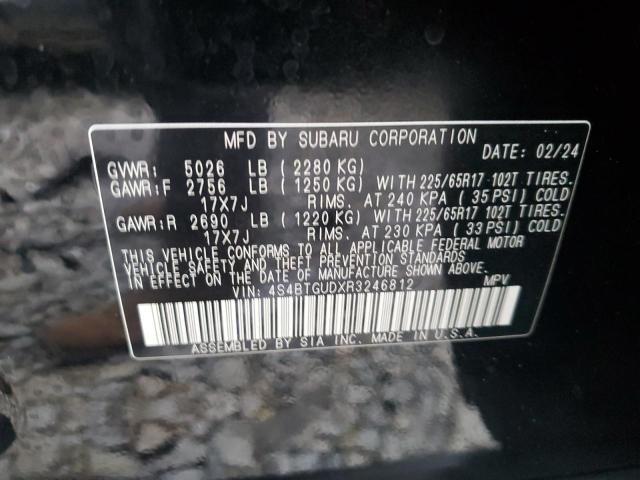 MFD BY SUBARU CORPORATION DATE: 02/24
GVWR: 5026 LB (2280 KG)
GAWR:F 2756 LB (1250 KG) WITH 225/65R17 102T TIRES.
17X7J RIMS. AT 240 KPA (35 PSI) COLD
GAWR:R 2690 LB (1220 KG) WITH 225/65R17 102T TIRES.
17X7J RIMS. AT 230 KPA (33 PSI) COLD
THIS VEHICLE CONFORMS TO ALL APPLICABLE FEDERAL MOTOR
VEHICLE SAFETY AND THEFT PREVENTION STANDARDS
IN EFFECT ON THE DATE OF MANUFACTURE SHOWN ABOVE.
VIN: 4S4BTGUDXR3246812 MPV
ASSEMBLED BY SIA INC. MADE IN U.S.A.